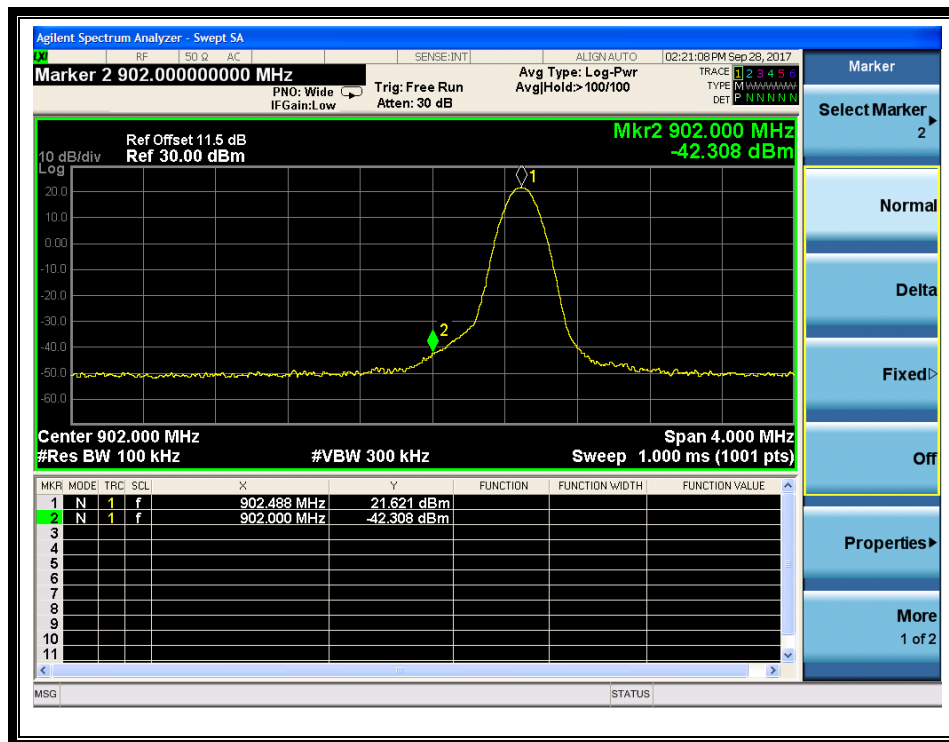 Agilent Spectrum Analyzer - Swept SA
LXI RF 50 Ω AC SENSE:INT ALIGN AUTO 02:21:08 PM Sep 28, 2017
Marker 2 902.000000000 MHz
PNO: Wide
IFGain:Low
Trig: Free Run
Atten: 30 dB
Avg Type: Log-Pwr
Avg|Hold:>100/100
TRACE 1 2 3 4 5 6
TYPE M WWWWW
DET P N N N N N
Ref Offset 11.5 dB
10 dB/div Ref 30.00 dBm
Log
Mkr2 902.000 MHz
-42.308 dBm
20.0
10.0
0.00
-10.0
-20.0
-30.0
-40.0
-50.0
-60.0
1
2
Center 902.000 MHz Span 4.000 MHz
#Res BW 100 kHz #VBW 300 kHz Sweep 1.000 ms (1001 pts)
MKR MODE TRC SCL X Y FUNCTION FUNCTION WIDTH FUNCTION VALUE
1 N 1 f 902.488 MHz 21.621 dBm
2 N 1 f 902.000 MHz -42.308 dBm
3
4
5
6
7
8
9
10
11
MSG STATUS
Marker
Select Marker
2
Normal
Delta
Fixed
Off
Properties
More
1 of 2